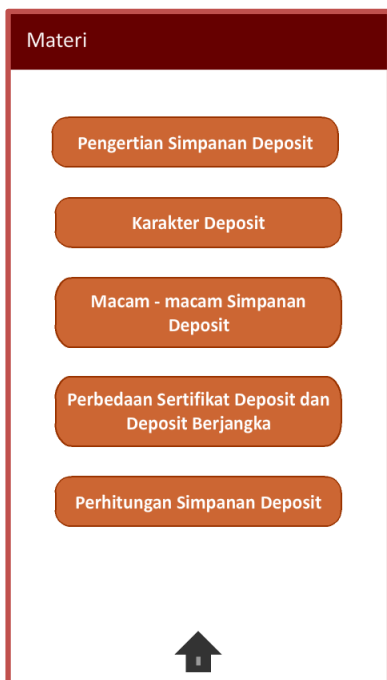 Materi
Pengertian Simpanan Deposit
Karakter Deposit
Macam - macam Simpanan
Deposit
Perbedaan Sertifikat Deposit dan
Deposit Berjangka
Perhitungan Simpanan Deposit